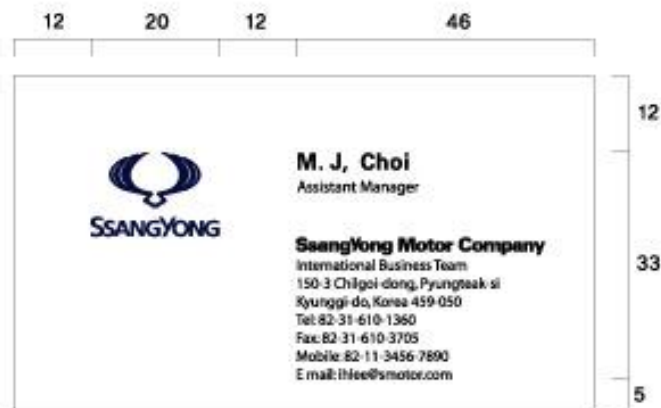 12 20 12 46
12
33
5
SSANGYONG
M. J, Choi
Assistant Manager
SsangYong Motor Company
International Business Team
150-3 Chilgoi-dong, Pyungteak-si
Kyunggi-do, Korea 459-050
Tel: 82-31-610-1360
Fax: 82-31-610-3705
Mobile: 82-11-3456-7890
E mail: ihlee@smotor.com